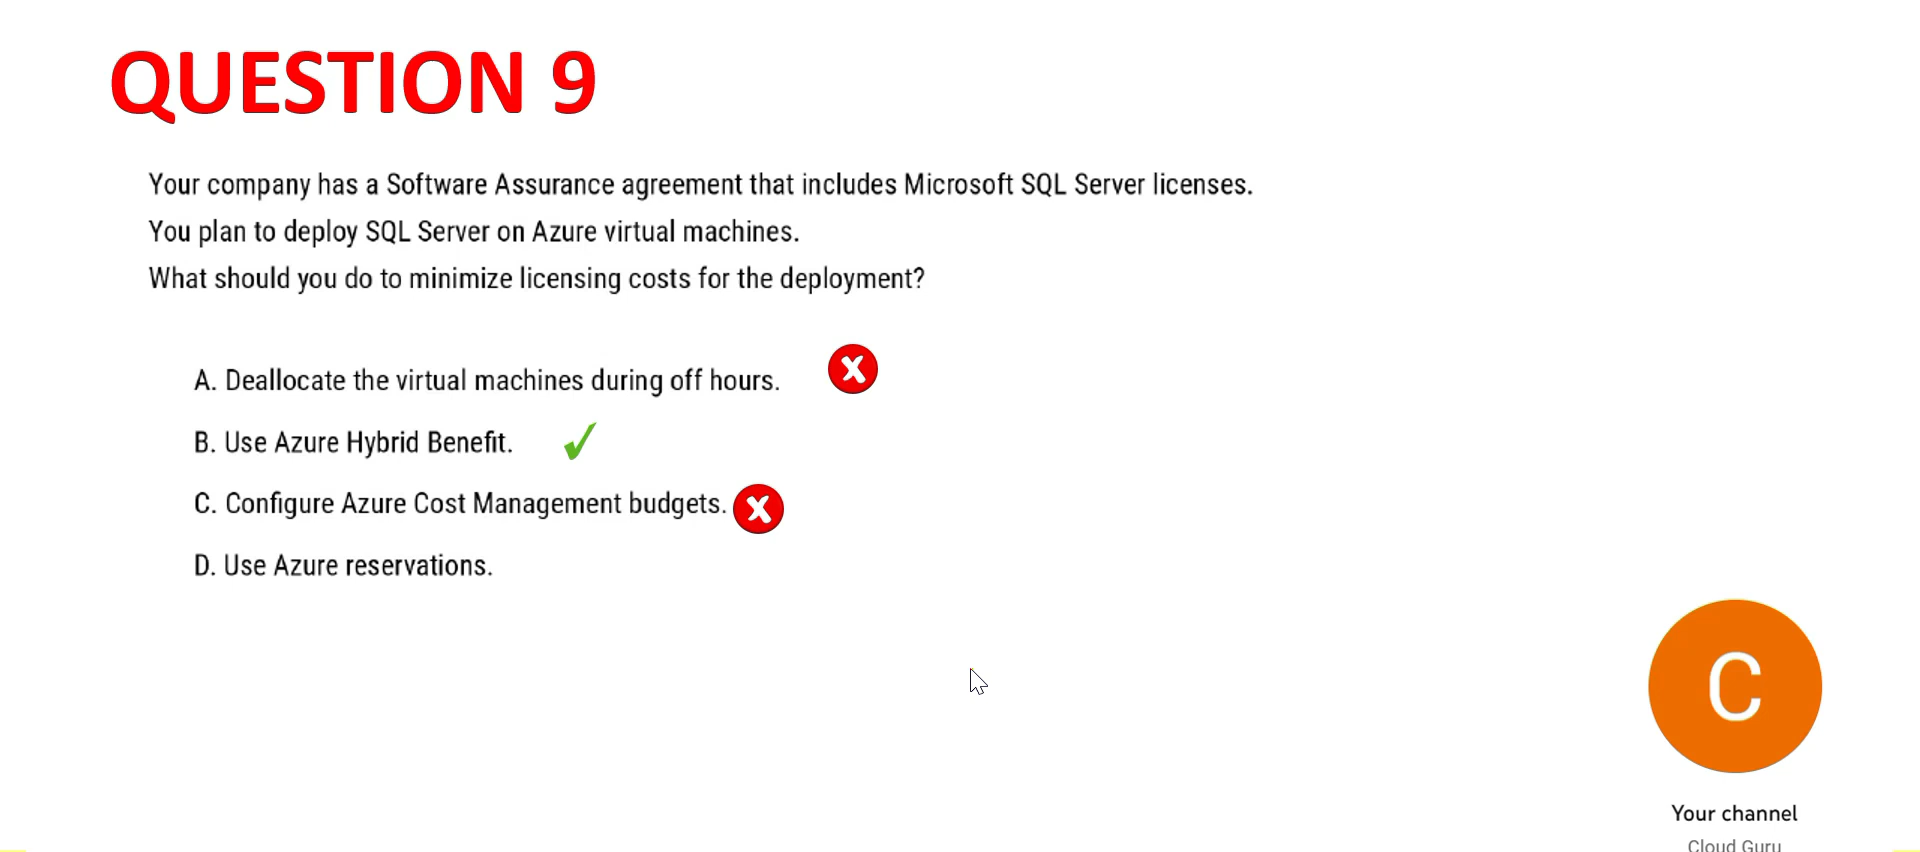 QUESTION 9
Your company has a Software Assurance agreement that includes Microsoft SQL Server licenses.
You plan to deploy SQL Server on Azure virtual machines.
What should you do to minimize licensing costs for the deployment?
A. Deallocate the virtual machines during off hours.
B. Use Azure Hybrid Benefit.
C. Configure Azure Cost Management budgets.
D. Use Azure reservations.
C
Your channel
Cloud Guru